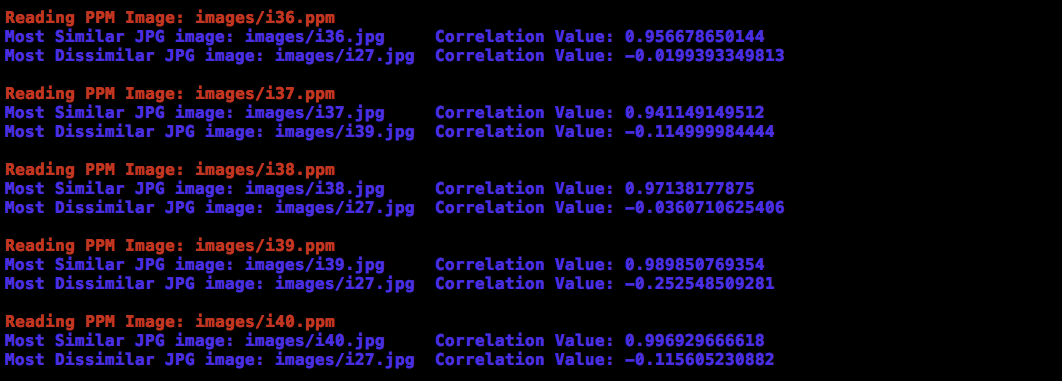 Reading PPM Image: images/i36.ppm
Most Similar JPG image: images/i36.jpg     Correlation Value: 0.956678650144
Most Dissimilar JPG image: images/i27.jpg  Correlation Value: -0.0199393349813
Reading PPM Image: images/i37.ppm
Most Similar JPG image: images/i37.jpg     Correlation Value: 0.941149149512
Most Dissimilar JPG image: images/i39.jpg  Correlation Value: -0.114999984444
Reading PPM Image: images/i38.ppm
Most Similar JPG image: images/i38.jpg     Correlation Value: 0.97138177875
Most Dissimilar JPG image: images/i27.jpg  Correlation Value: -0.0360710625406
Reading PPM Image: images/i39.ppm
Most Similar JPG image: images/i39.jpg     Correlation Value: 0.989850769354
Most Dissimilar JPG image: images/i27.jpg  Correlation Value: -0.252548509281
Reading PPM Image: images/i40.ppm
Most Similar JPG image: images/i40.jpg     Correlation Value: 0.996929666618
Most Dissimilar JPG image: images/i27.jpg  Correlation Value: -0.115605230882